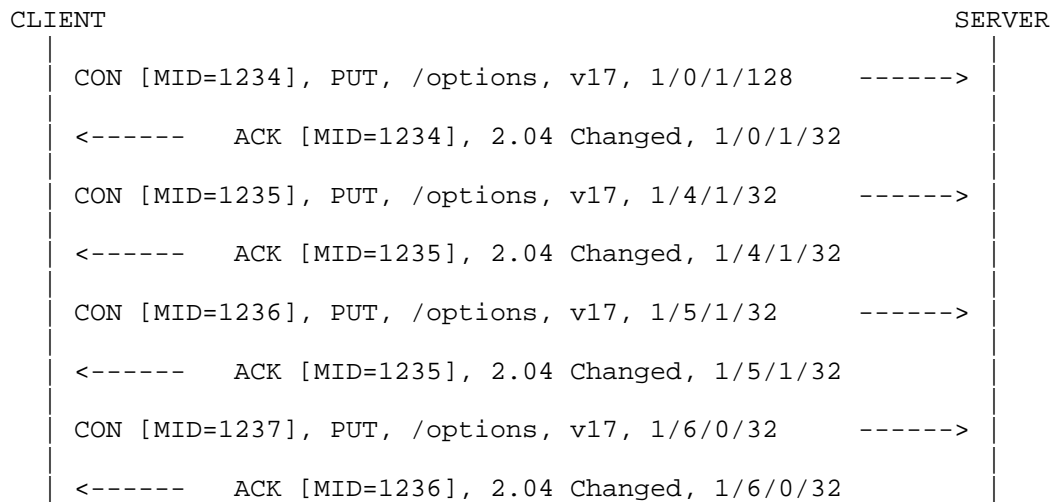 CLIENT SERVER
CON [MID=1234], PUT, /options, v17, 1/0/1/128 ------>
<------ ACK [MID=1234], 2.04 Changed, 1/0/1/32
CON [MID=1235], PUT, /options, v17, 1/4/1/32 ------>
<------ ACK [MID=1235], 2.04 Changed, 1/4/1/32
CON [MID=1236], PUT, /options, v17, 1/5/1/32 ------>
<------ ACK [MID=1235], 2.04 Changed, 1/5/1/32
CON [MID=1237], PUT, /options, v17, 1/6/0/32 ------>
<------ ACK [MID=1236], 2.04 Changed, 1/6/0/32